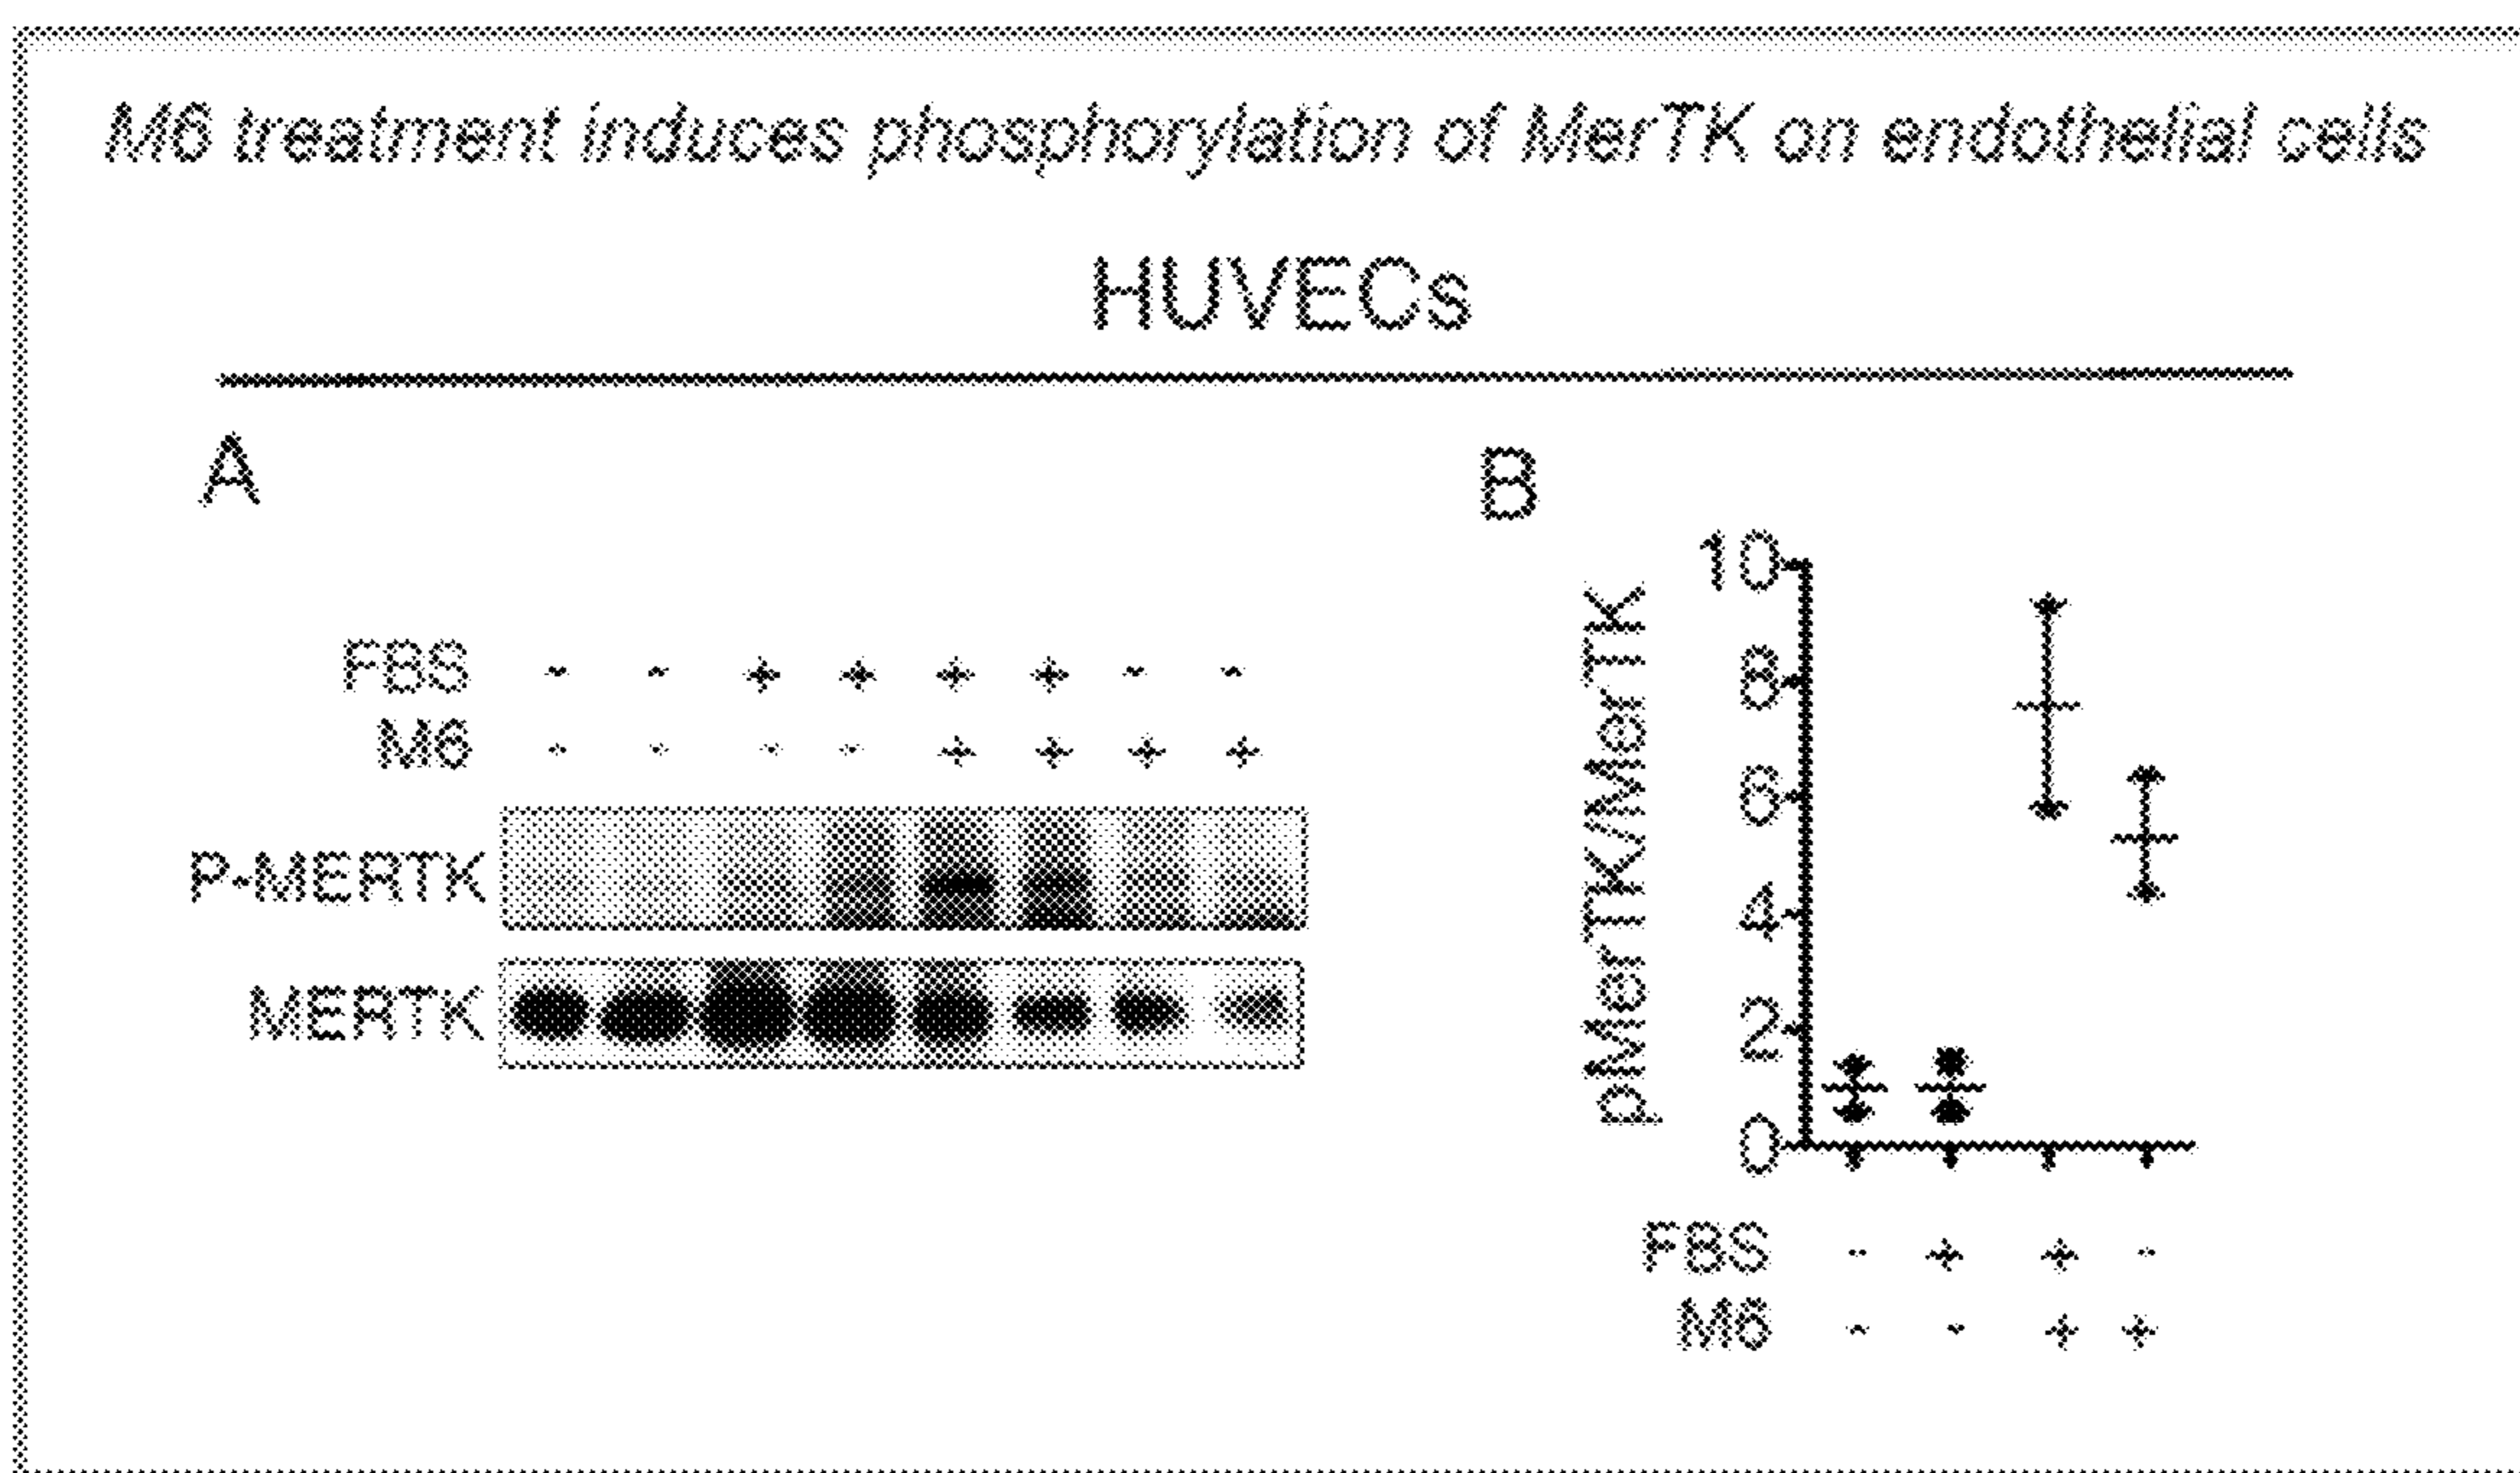 M6 treatment induces phosphorylation of MerTK on endothelial cells
HUVECs
A
FBS - - + + + + - -
M6 - - - - + + + +
P-MERTK
MERTK
B
pMerTK/MerTK
10
8
6
4
2
0
FBS - + + -
M6 - - + +